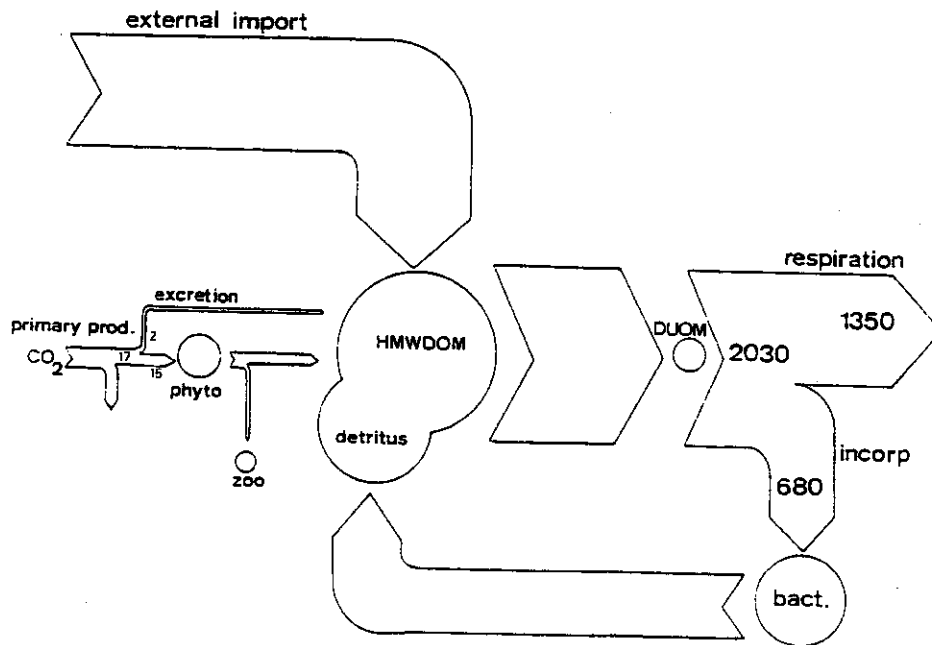 external import
excretion
primary prod.
2
CO2
17
15
phyto
zoo
HMWDOM
detritus
DUOM
respiration
1350
2030
incorp
680
bact.